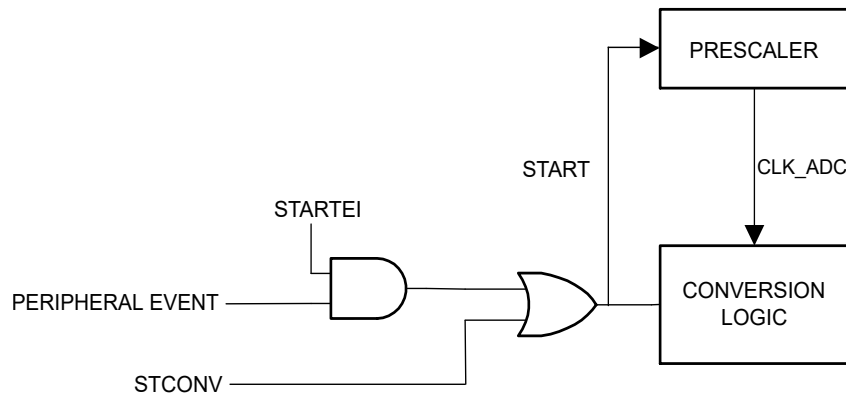 PRESCALER
START
CLK_ADC
STARTEI
PERIPHERAL EVENT
CONVERSION
LOGIC
STCONV